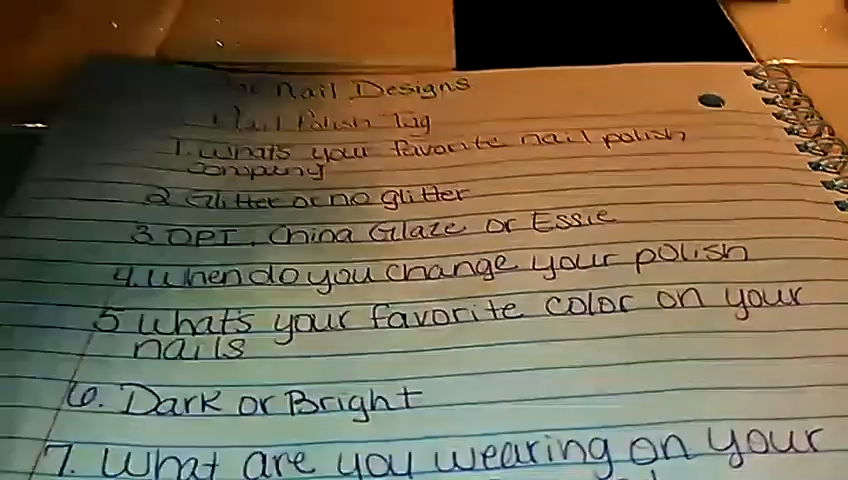 Nail Designs
Nail Polish Tag
1. What's your favorite nail polish
company
2 Glitter or no glitter
3 OPI, China Glaze or Essie
4. When do you change your polish
5 What's your favorite color on your
nails
6. Dark or Bright
7. What are you wearing on your